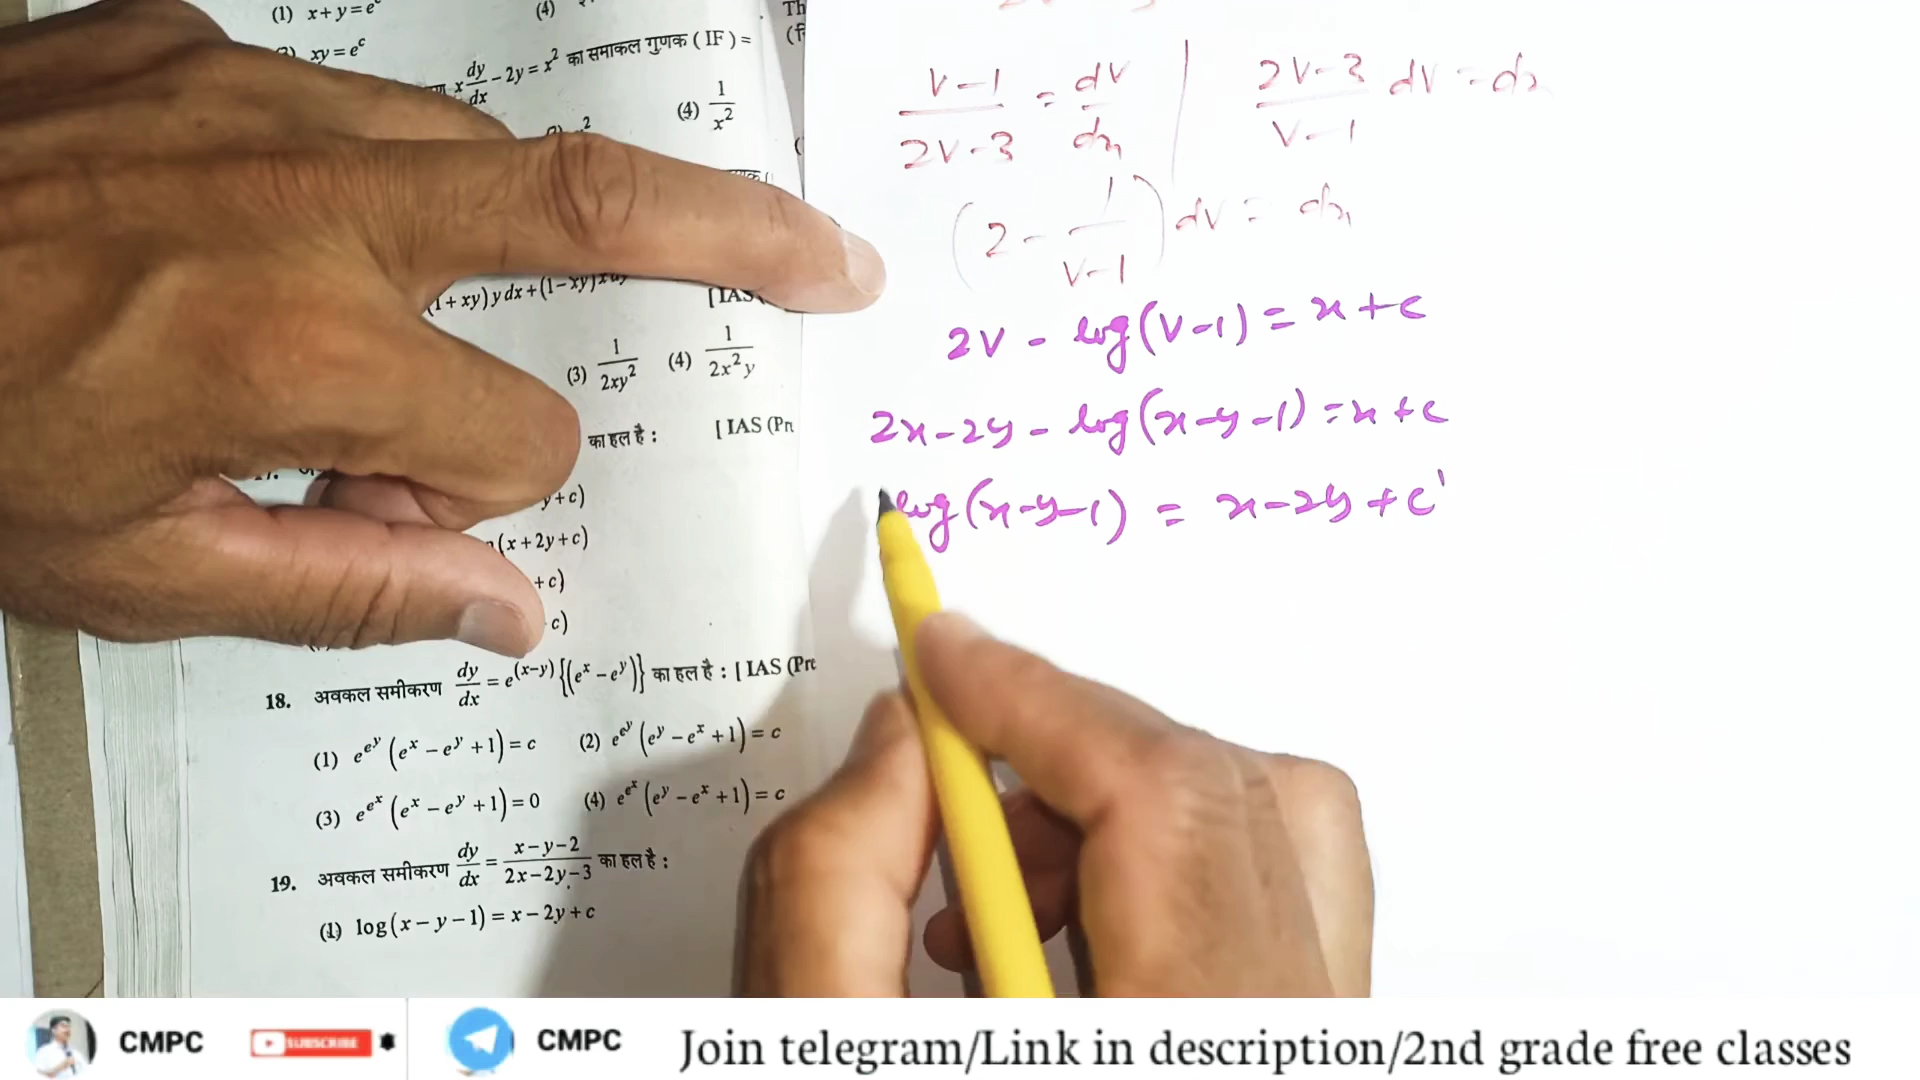 (1) x + y = e^c
(4)
xy = e^c
x dy/dx − 2y = x² का समाकल गुणक ( IF ) =
(4) 1/x²
(1 + xy) y dx + (1 − xy) x dy
[ IAS
(3) 1/2xy² (4) 1/2x²y
का हल है : [ IAS (Pre
y + c)
(x + 2y + c)
+ c)
c)
18. अवकल समीकरण dy/dx = e^(x−y) {(e^x − e^y)} का हल है : [ IAS (Pre
(1) e^e^y (e^x − e^y + 1) = c (2) e^e^y (e^y − e^x + 1) = c
(3) e^e^x (e^x − e^y + 1) = 0 (4) e^e^x (e^y − e^x + 1) = c
19. अवकल समीकरण dy/dx = x − y − 2 / 2x − 2y − 3 का हल है :
(1) log (x − y − 1) = x − 2y + c
Th
v−1/2v−3 = dv/dx | 2v−3/v−1 dv = dx
(2 − 1/v−1) dv = dx
2v − log(v−1) = x + c
2x − 2y − log(x−y−1) = x + c
log(x−y−1) = x − 2y + c'
CMPC SUBSCRIBE CMPC Join telegram/Link in description/2nd grade free classes